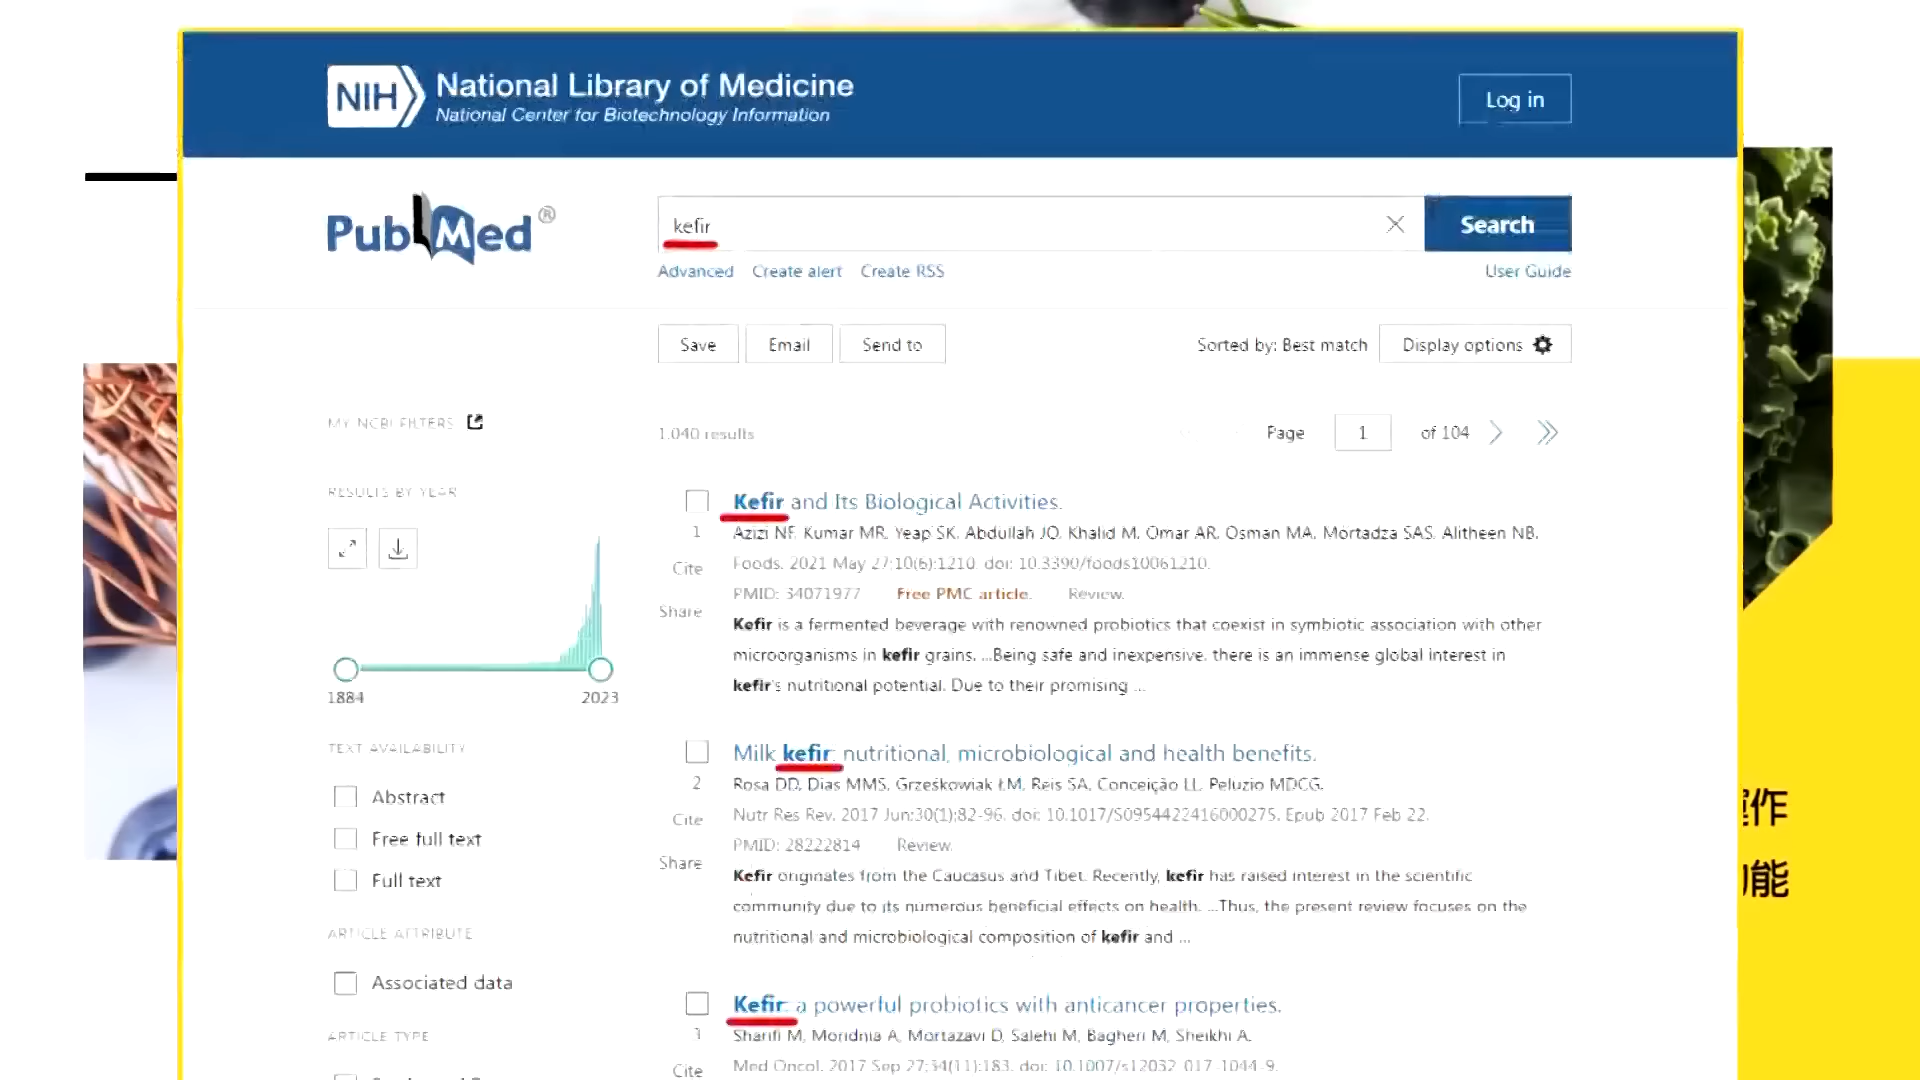 NIH National Library of Medicine
National Center for Biotechnology Information
Log in
PubMed®
kefir
Search
Advanced Create alert Create RSS
User Guide
Save Email Send to
Sorted by: Best match
Display options
MY NCBI FILTERS
1,040 results
Page 1 of 104
RESULTS BY YEAR
1884 2023
TEXT AVAILABILITY
Abstract
Free full text
Full text
ARTICLE ATTRIBUTE
Associated data
ARTICLE TYPE
Kefir and Its Biological Activities.
1
Azizi NF, Kumar MR, Yeap SK, Abdullah JO, Khalid M, Omar AR, Osman MA, Mortadza SAS, Alitheen NB.
Cite
Foods. 2021 May 27;10(6):1210. doi: 10.3390/foods10061210.
PMID: 34071977 Free PMC article. Review.
Share
Kefir is a fermented beverage with renowned probiotics that coexist in symbiotic association with other
microorganisms in kefir grains. ...Being safe and inexpensive, there is an immense global interest in
kefir's nutritional potential. Due to their promising ...
Milk kefir: nutritional, microbiological and health benefits.
2
Rosa DD, Dias MMS, Grześkowiak ŁM, Reis SA, Conceição LL, Peluzio MDCG.
Cite
Nutr Res Rev. 2017 Jun;30(1):82-96. doi: 10.1017/S0954422416000275. Epub 2017 Feb 22.
PMID: 28222814 Review.
Share
Kefir originates from the Caucasus and Tibet. Recently, kefir has raised interest in the scientific
community due to its numerous beneficial effects on health. ...Thus, the present review focuses on the
nutritional and microbiological composition of kefir and ...
Kefir: a powerful probiotics with anticancer properties.
3
Sharifi M, Moridnia A, Mortazavi D, Salehi M, Bagheri M, Sheikhi A.
Cite
Med Oncol. 2017 Sep 27;34(11):183. doi: 10.1007/s12032-017-1044-9.
作
能